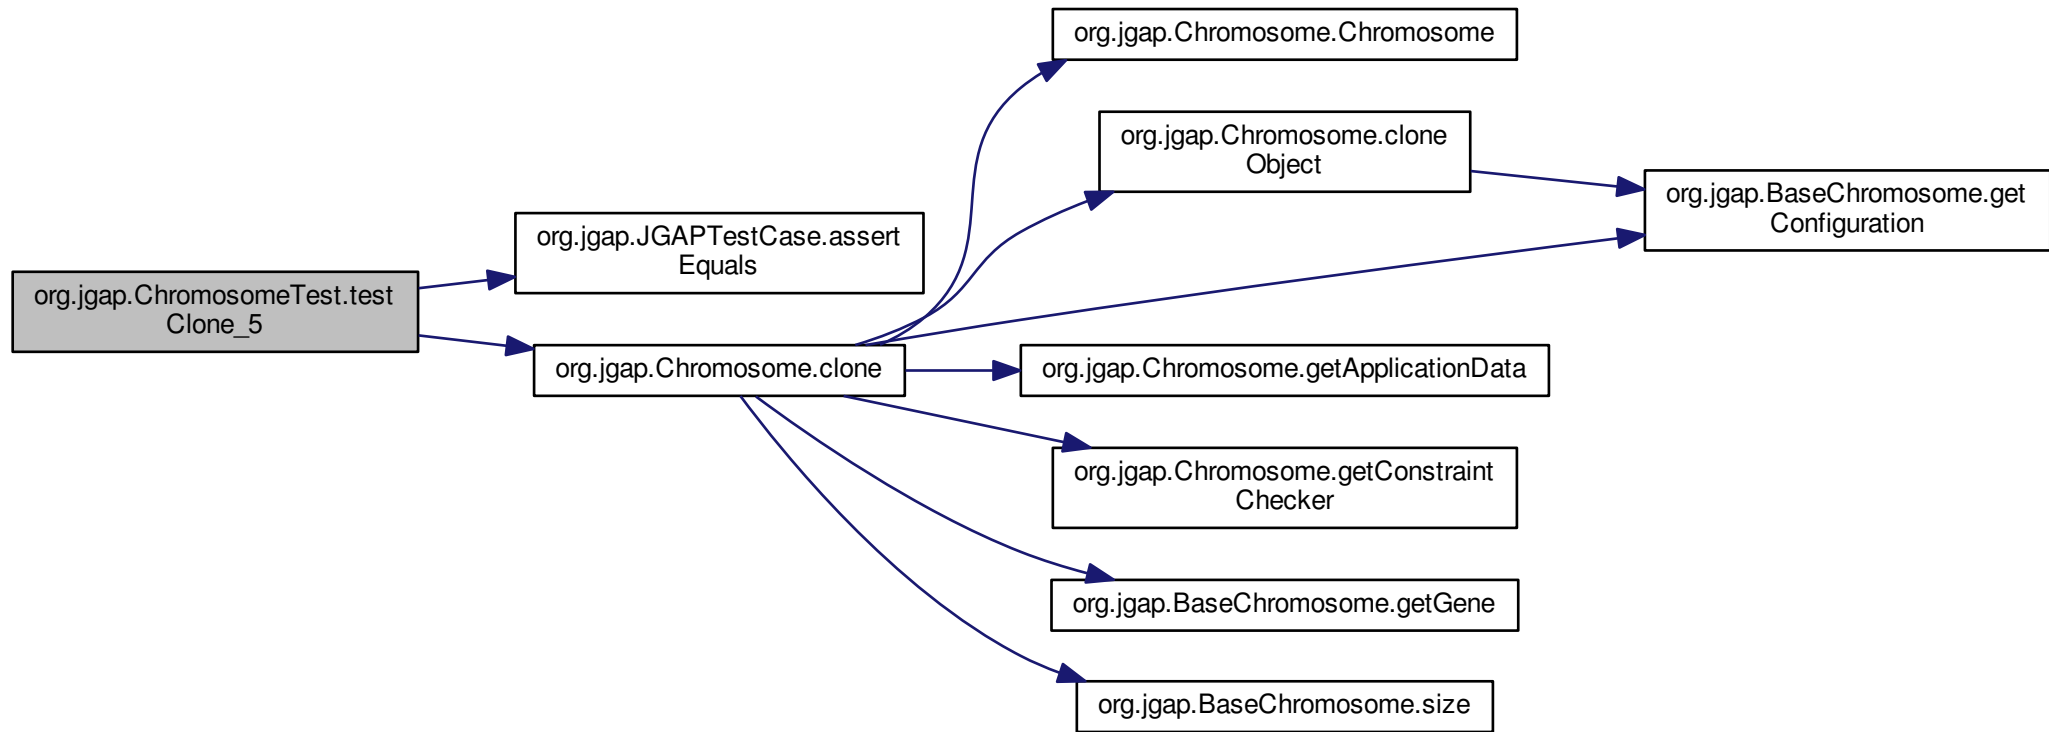 org.jgap.ChromosomeTest.test
Clone_5
org.jgap.JGAPTestCase.assert
Equals
org.jgap.Chromosome.clone
org.jgap.Chromosome.Chromosome
org.jgap.Chromosome.clone
Object
org.jgap.BaseChromosome.get
Configuration
org.jgap.Chromosome.getApplicationData
org.jgap.Chromosome.getConstraint
Checker
org.jgap.BaseChromosome.getGene
org.jgap.BaseChromosome.size